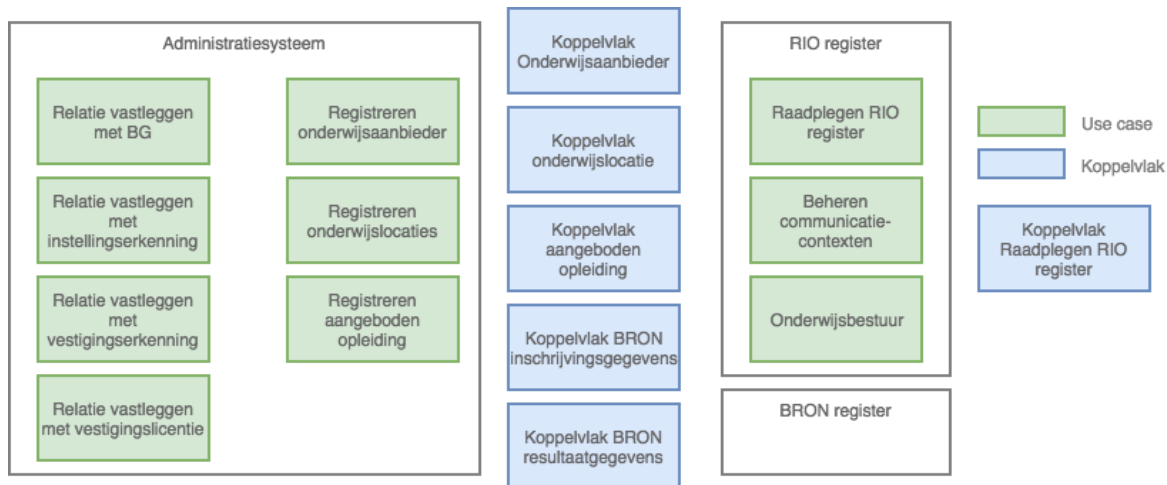 Administratiesysteem
Relatie vastleggen
met BG
Relatie vastleggen
met
instellingserkenning
Relatie vastleggen
met
vestigingserkenning
Relatie vastleggen
met vestigingslicentie
Registreren
onderwijsaanbieder
Registreren
onderwijslocaties
Registreren
aangeboden
opleiding
Koppelvlak
Onderwijsaanbieder
Koppelvlak
onderwijslocatie
Koppelvlak
aangeboden
opleiding
Koppelvlak BRON
inschrijvingsgegevens
Koppelvlak BRON
resultaatgegevens
RIO register
Raadplegen RIO
register
Beheren
communicatie-
contexten
Onderwijsbestuur
BRON register
Use case
Koppelvlak
Koppelvlak
Raadplegen RIO
register